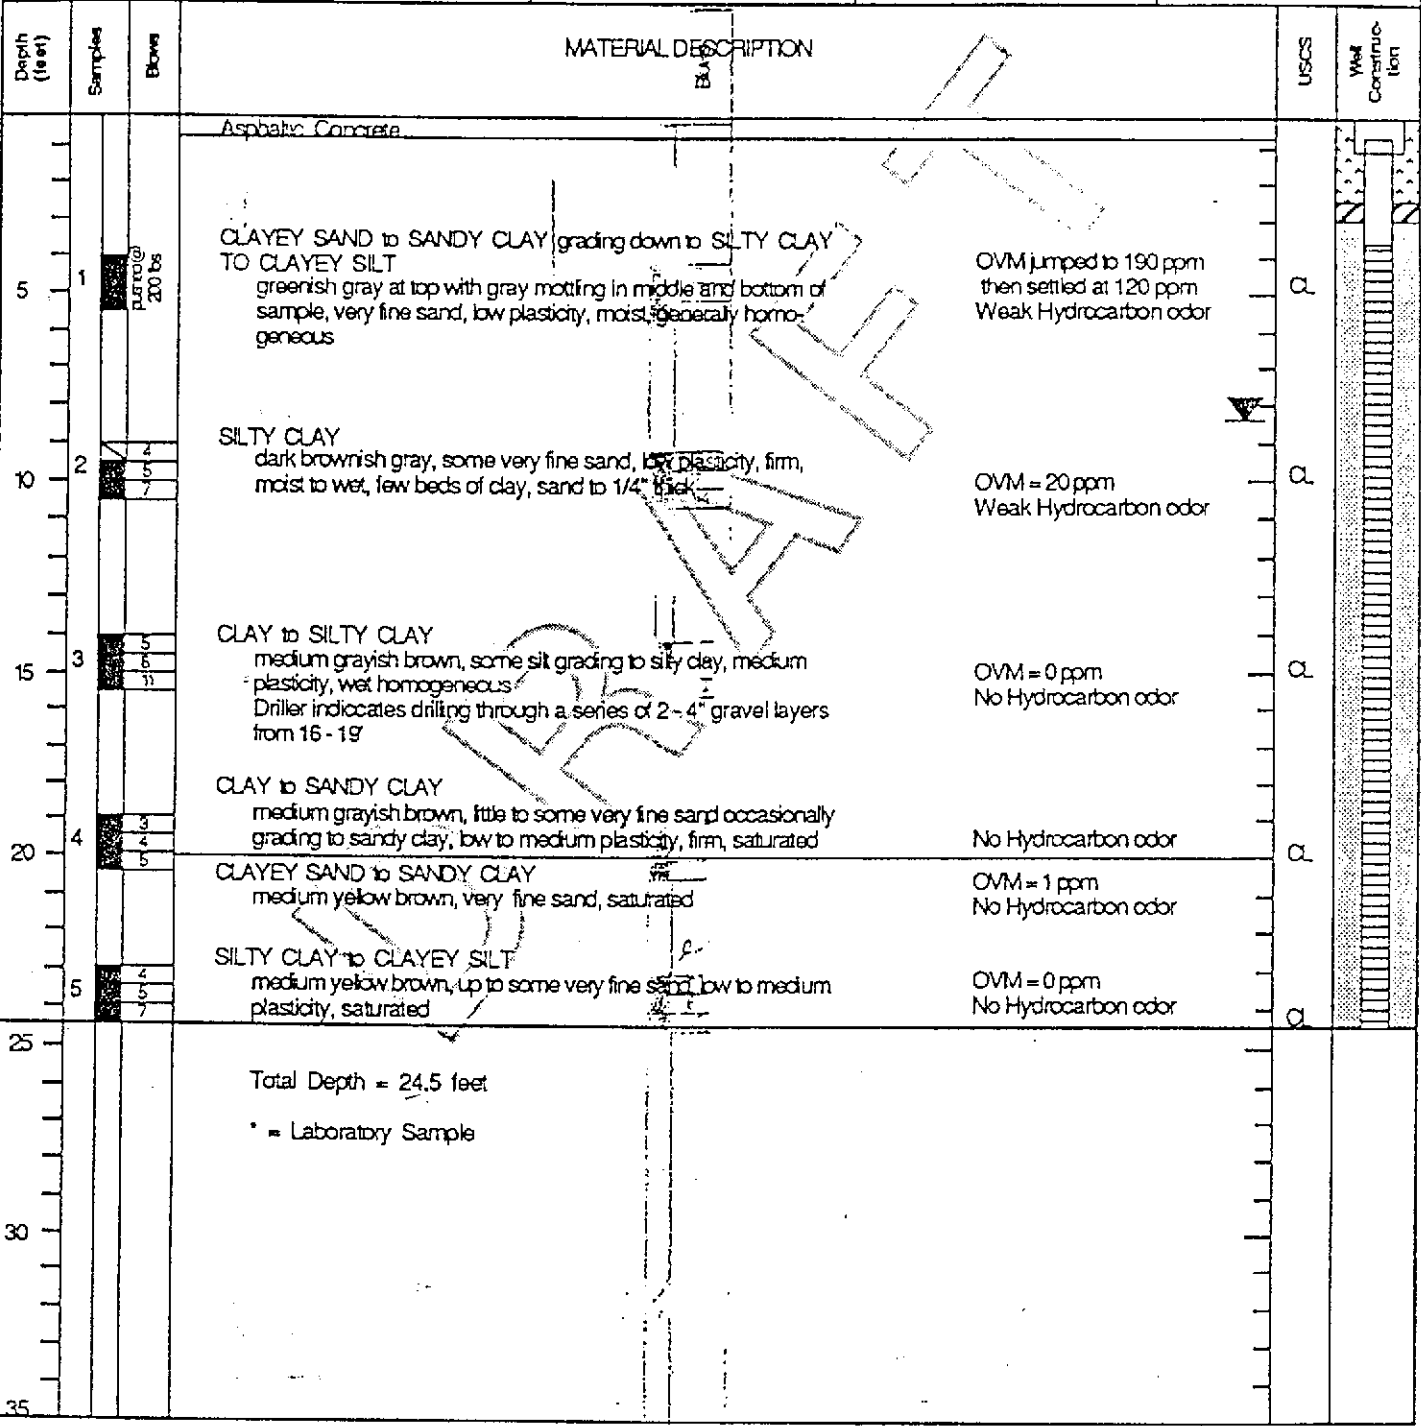 Depth (feet)
Samples
Blows
MATERIAL DESCRIPTION
USCS
Well Construc-tion
Asphaltic Concrete
CLAYEY SAND to SANDY CLAY grading down to SILTY CLAY
TO CLAYEY SILT
greenish gray at top with gray mottling in middle and bottom of
sample, very fine sand, low plasticity, moist, generally homo-
geneous
OVM jumped to 190 ppm
then settled at 120 ppm
Weak Hydrocarbon odor
5
1
200 lbs
CL
SILTY CLAY
dark brownish gray, some very fine sand, low plasticity, firm,
moist to wet, few beds of clay, sand to 1/4" thick
OVM = 20 ppm
Weak Hydrocarbon odor
10
2
4
5
7
CL
CLAY to SILTY CLAY
medium grayish brown, some silt grading to silty clay, medium
plasticity, wet homogeneous
Driller indiccates drilling through a series of 2 - 4" gravel layers
from 16 - 19'
OVM = 0 ppm
No Hydrocarbon odor
15
3
5
6
11
CL
CLAY to SANDY CLAY
medium grayish brown, little to some very fine sand occasionally
grading to sandy clay, low to medium plasticity, firm, saturated
No Hydrocarbon odor
20
4
3
4
5
CL
CLAYEY SAND to SANDY CLAY
medium yellow brown, very fine sand, saturated
OVM = 1 ppm
No Hydrocarbon odor
SILTY CLAY to CLAYEY SILT
medium yellow brown, up to some very fine sand, low to medium
plasticity, saturated
OVM = 0 ppm
No Hydrocarbon odor
5
4
5
7
CL
25
Total Depth = 24.5 feet
* = Laboratory Sample
30
35
DRAFT